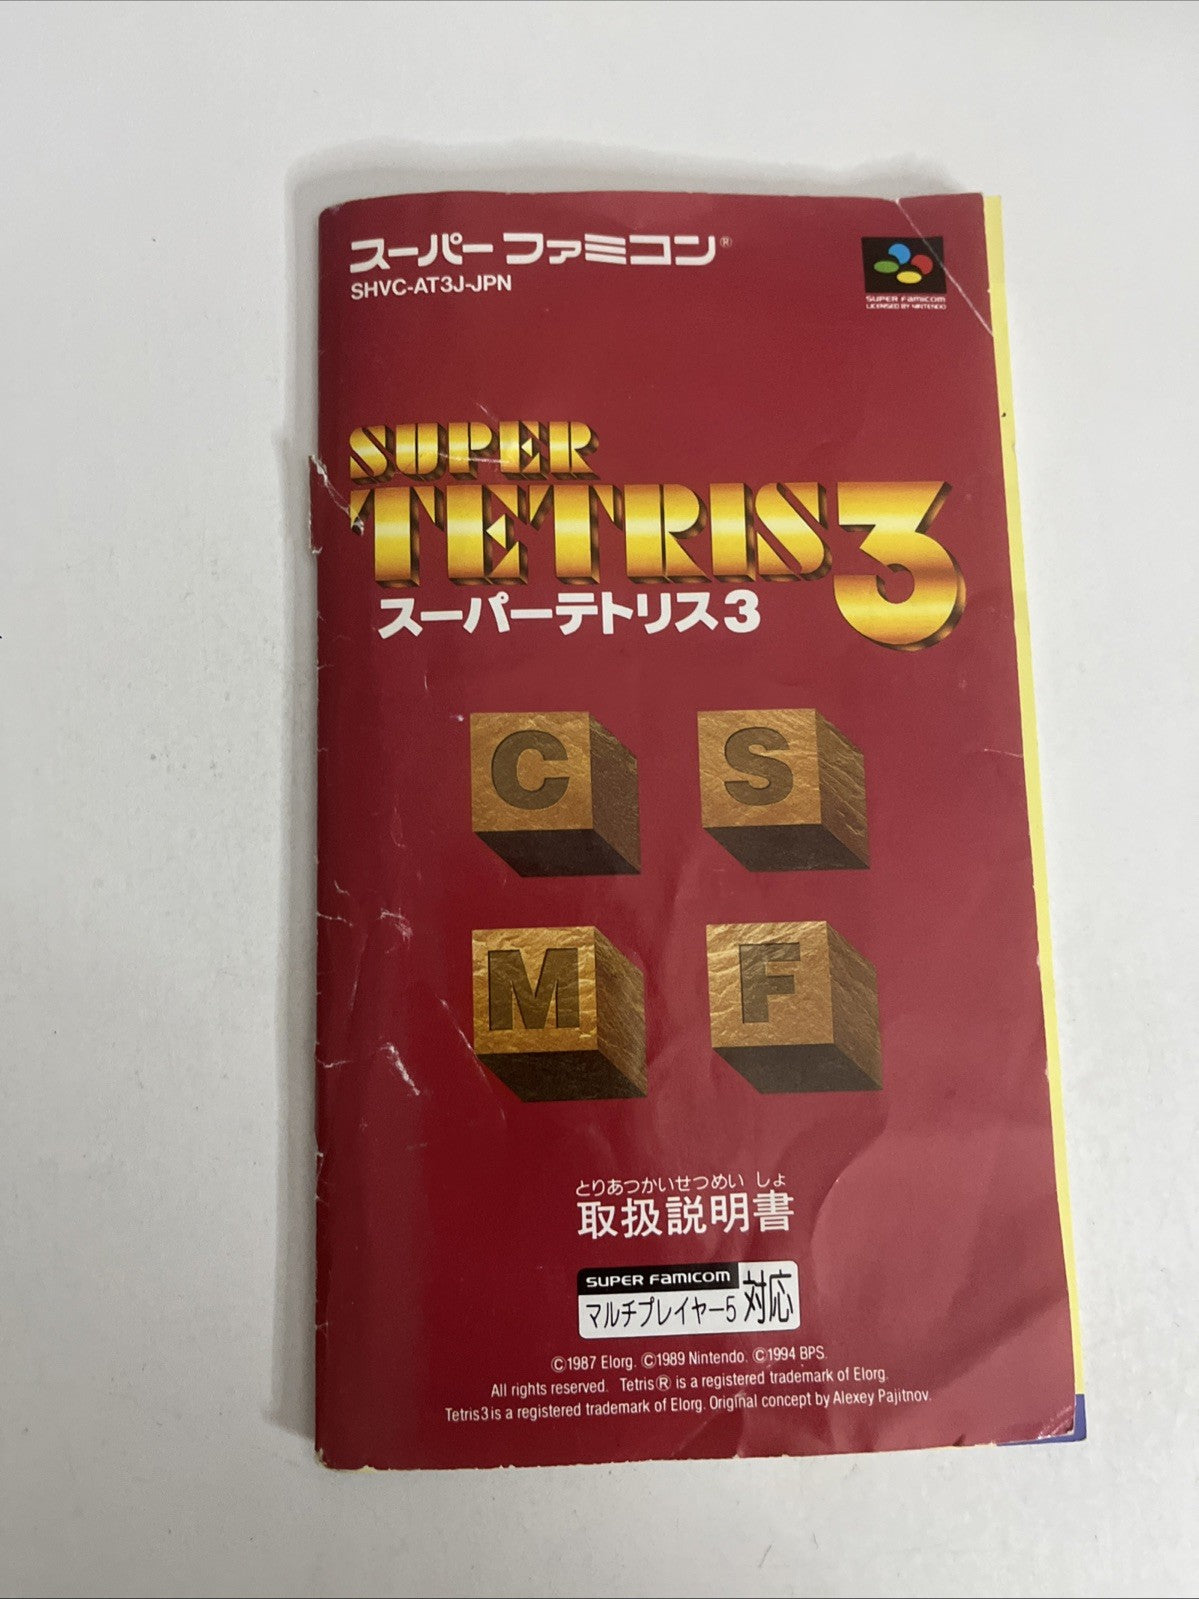 スーパーファミコン®
SHVC-AT3J-JPN
SUPER FAMICOM
LICENSED BY NINTENDO
SUPER
TETRIS 3
スーパーテトリス3
C S
M F
とりあつかいせつめいしょ
取扱説明書
SUPER FAMICOM
マルチプレイヤー5 対応
©1987 Elorg. ©1989 Nintendo. ©1994 BPS.
All rights reserved. Tetris® is a registered trademark of Elorg.
Tetris3 is a registered trademark of Elorg. Original concept by Alexey Pajitnov.